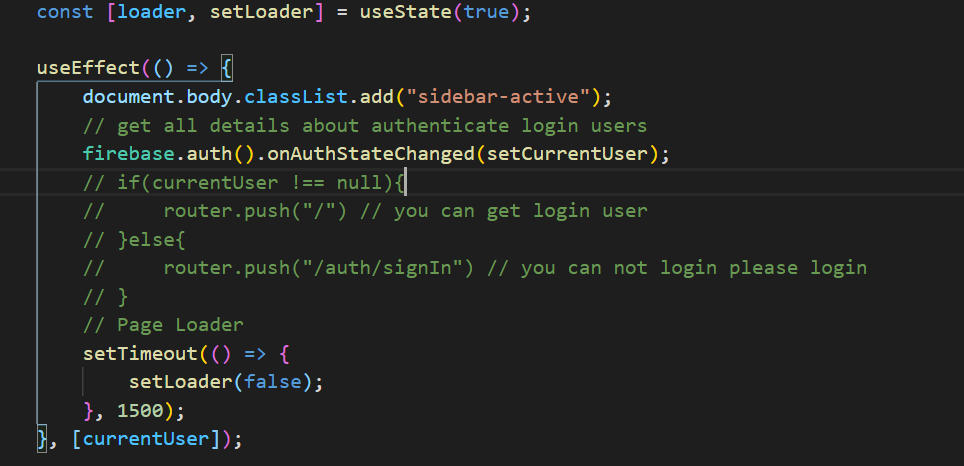 const [loader, setLoader] = useState(true);
useEffect(() => {
document.body.classList.add("sidebar-active");
// get all details about authenticate login users
firebase.auth().onAuthStateChanged(setCurrentUser);
// if(currentUser !== null){
//     router.push("/") // you can get login user
// }else{
//     router.push("/auth/signIn") // you can not login please login
// }
// Page Loader
setTimeout(() => {
setLoader(false);
}, 1500);
}, [currentUser]);